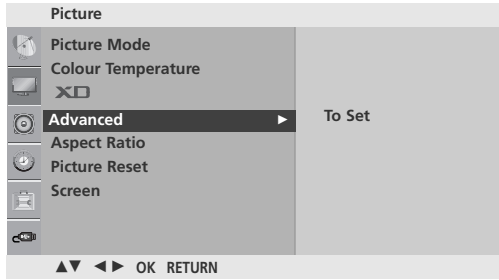 Picture
Picture Mode
Colour Temperature
XD
Advanced ►
To Set
Aspect Ratio
Picture Reset
Screen
▲▼ ◄► OK RETURN